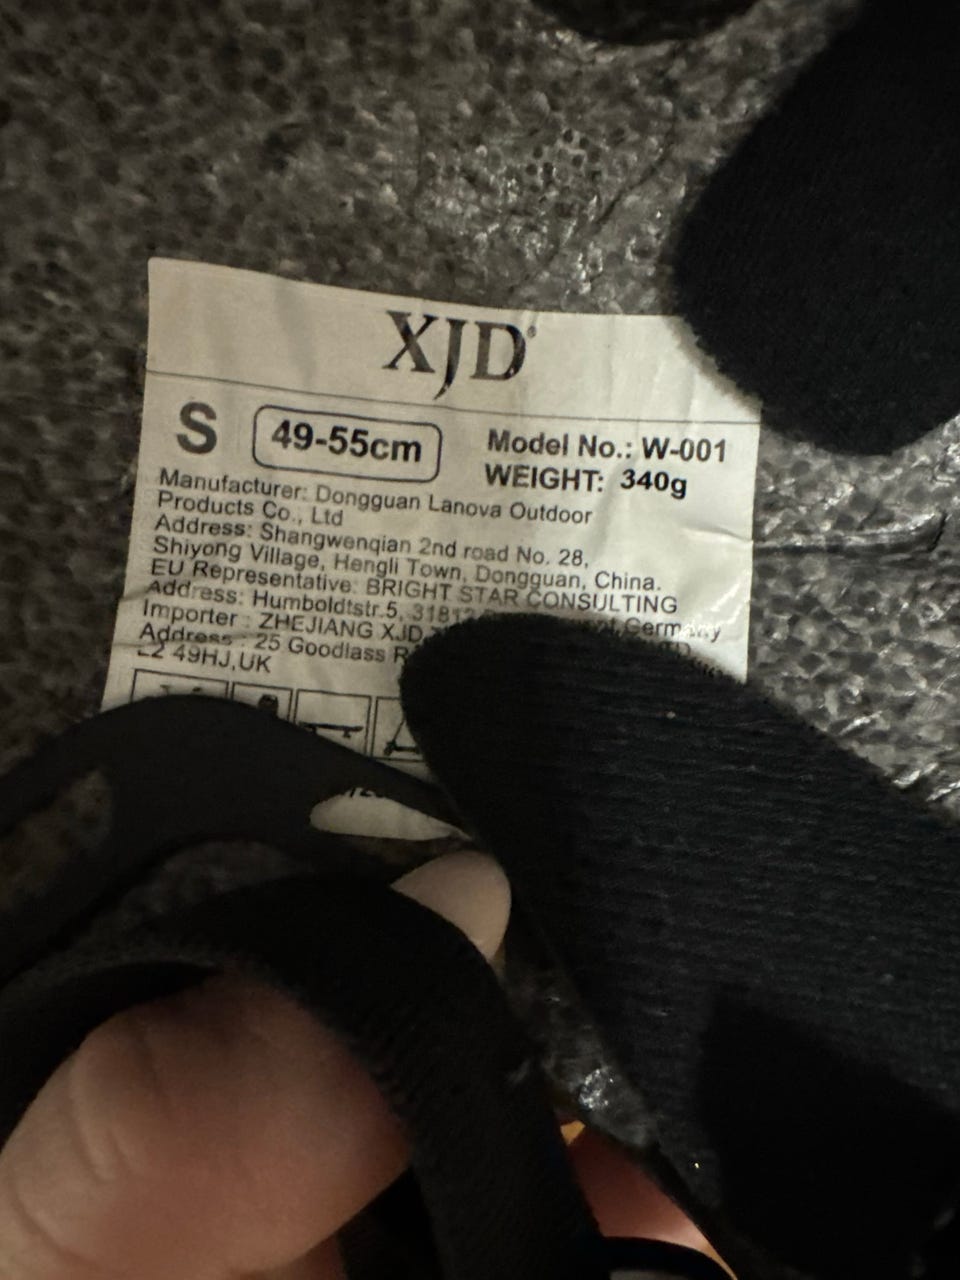 XJD®
S
49-55cm
Model No.: W-001
WEIGHT: 340g
Manufacturer: Dongguan Lanova Outdoor
Products Co., Ltd
Address: Shangwenqian 2nd road No. 28,
Shiyong Village, Hengli Town, Dongguan, China.
EU Representative: BRIGHT STAR CONSULTING
Address: Humboldtstr.5,
Importer : ZHEJIANG XJD
Address : 25 Goodlass
49HJ,UK